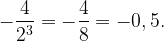 −4/2³ = −4/8 = −0, 5.